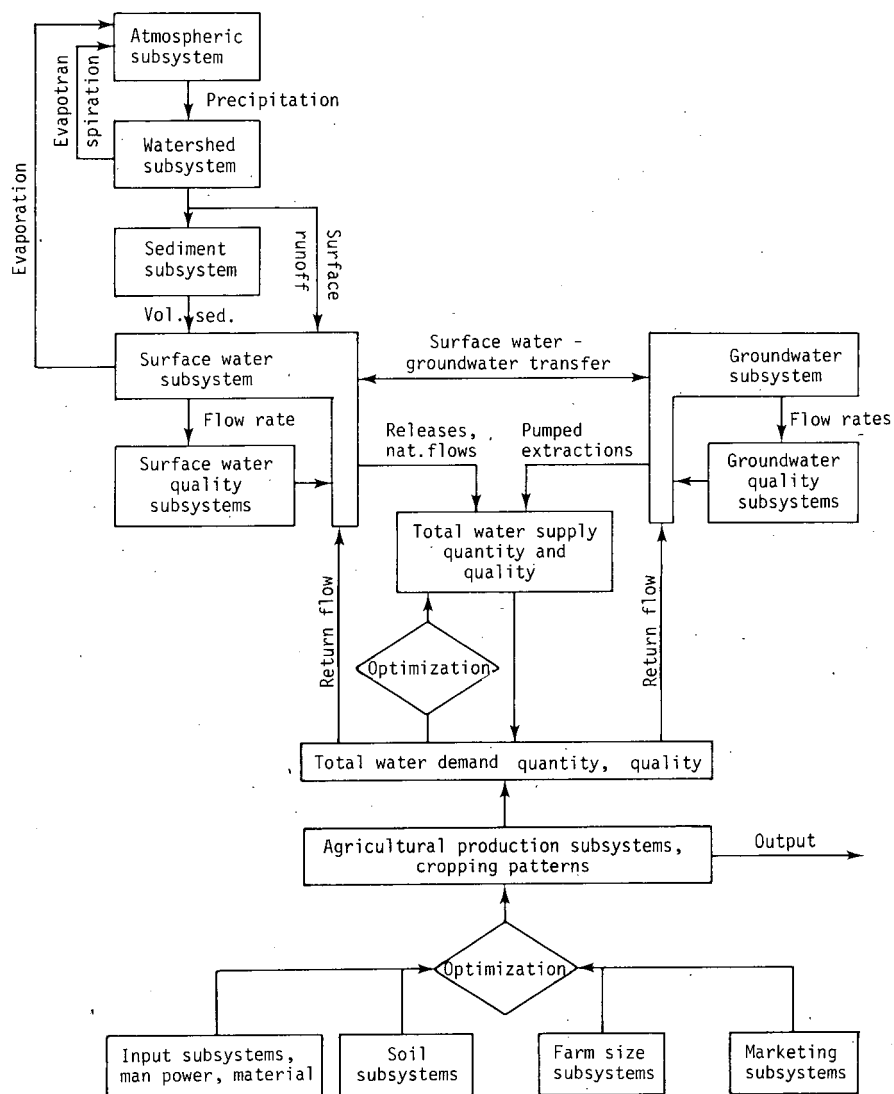 Atmospheric
subsystem
Evapotran
spiration
Precipitation
Watershed
subsystem
Evaporation
Sediment
subsystem
Surface
runoff
Vol. sed.
Surface water
subsystem
Surface water -
groundwater transfer
Groundwater
subsystem
Flow rate
Releases,
nat.flows
Pumped
extractions
Flow rates
Surface water
quality
subsystems
Groundwater
quality
subsystems
Total water supply
quantity and
quality
Return flow
Optimization
Return flow
Total water demand quantity, quality
Agricultural production subsystems,
cropping patterns
Output
Optimization
Input subsystems,
man power, material
Soil
subsystems
Farm size
subsystems
Marketing
subsystems